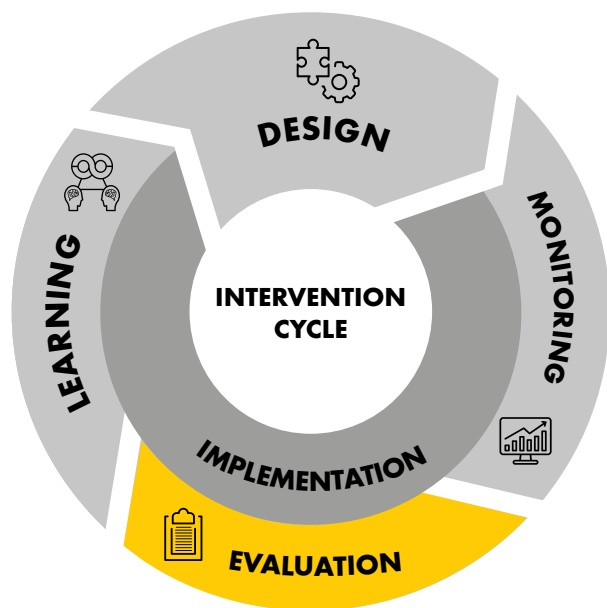 DESIGN
MONITORING
LEARNING
INTERVENTION
CYCLE
IMPLEMENTATION
EVALUATION